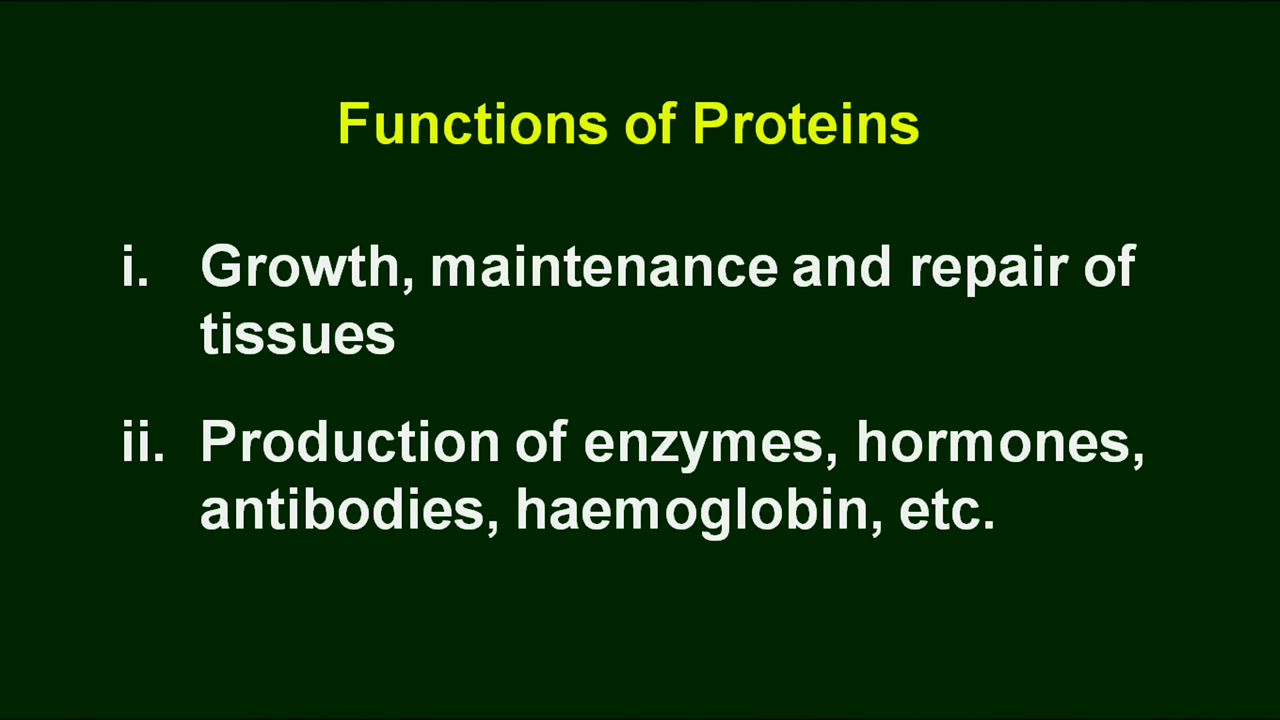 Functions of Proteins
i. Growth, maintenance and repair of
tissues
ii. Production of enzymes, hormones,
antibodies, haemoglobin, etc.